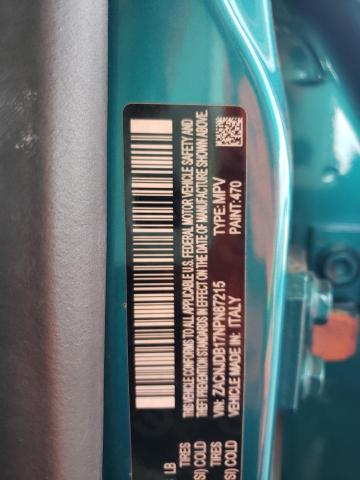 THIS VEHICLE CONFORMS TO ALL APPLICABLE U.S. FEDERAL MOTOR VEHICLE SAFETY AND
THEFT PREVENTION STANDARDS IN EFFECT ON THE DATE OF MANUFACTURE SHOWN ABOVE.
VIN: ZACNJDB17NPN87215 TYPE: MPV
VEHICLE MADE IN: ITALY PAINT: 470
LB
TIRES
SI) COLD
TIRES
SI) COLD